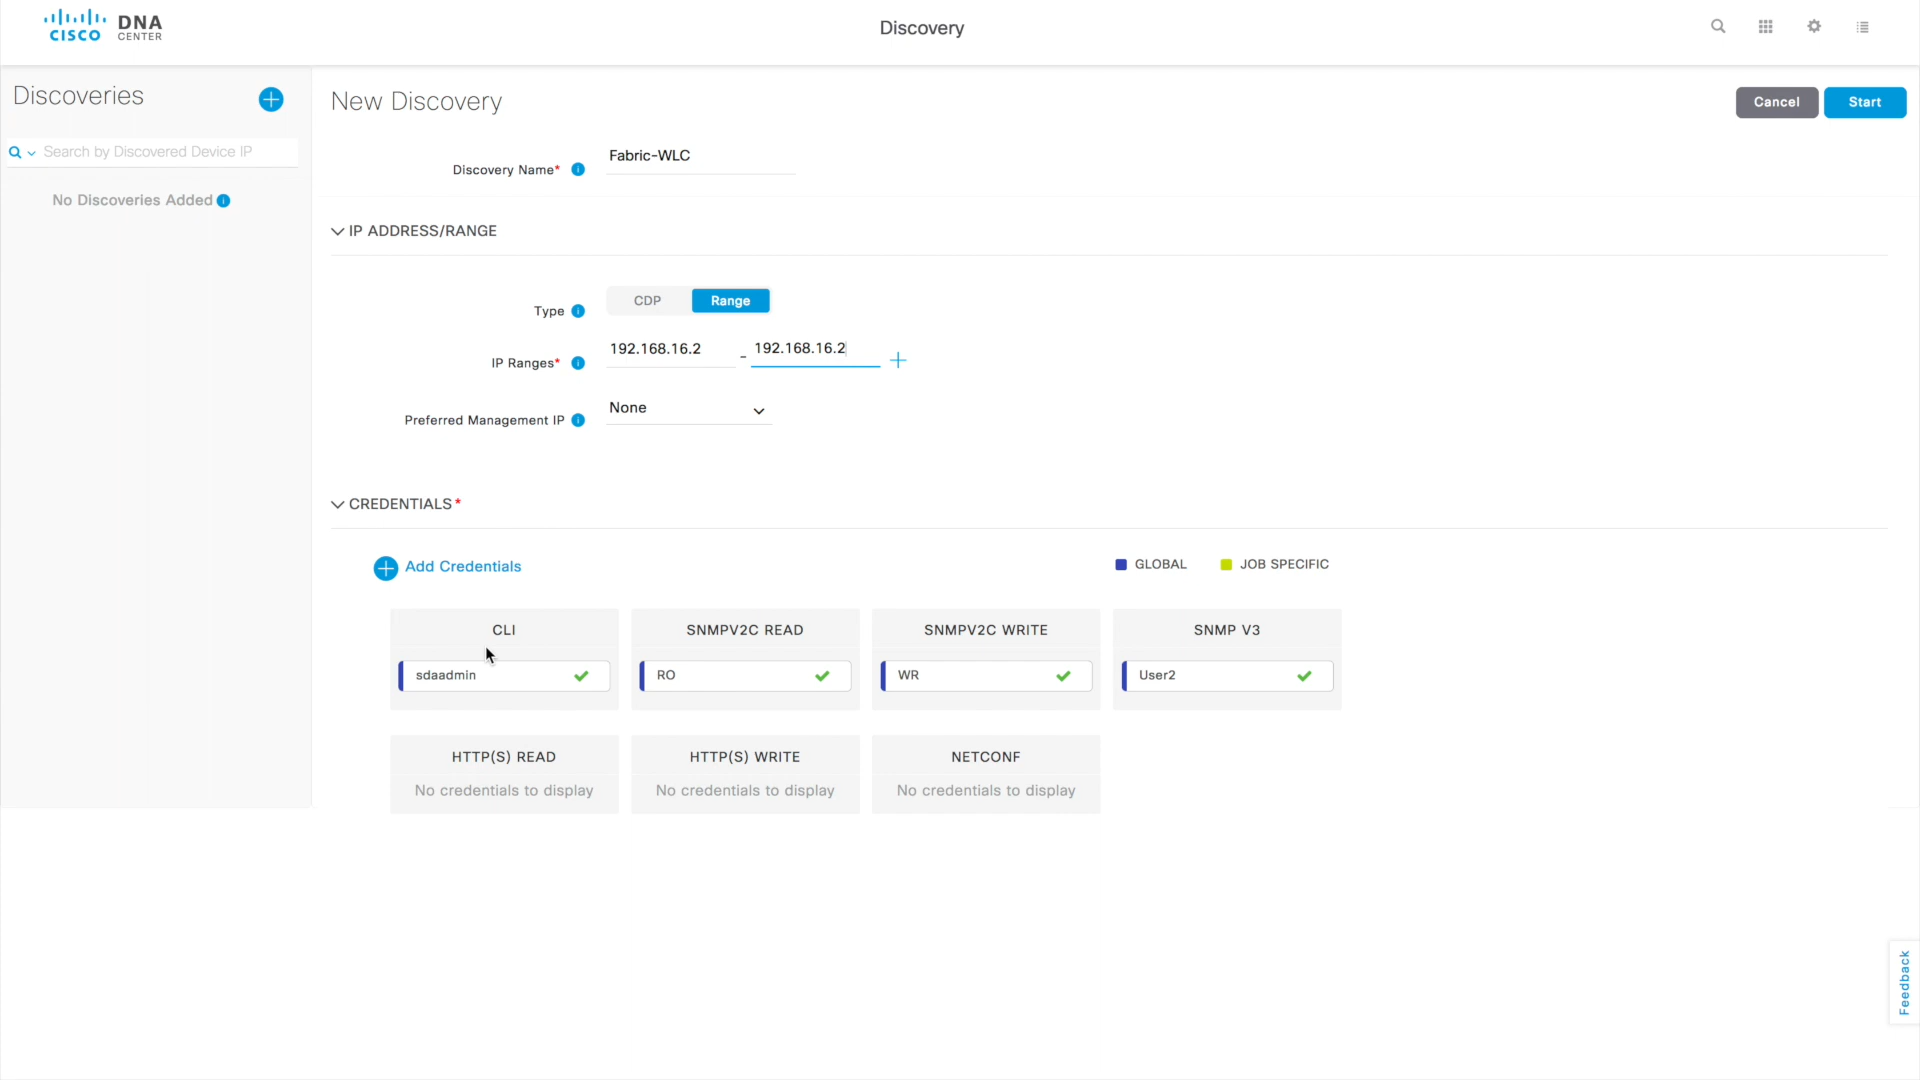 CISCO DNA CENTER
Discovery
Discoveries
Search by Discovered Device IP
No Discoveries Added
New Discovery
Cancel
Start
Discovery Name*
Fabric-WLC
IP ADDRESS/RANGE
Type
CDP
Range
IP Ranges*
192.168.16.2 - 192.168.16.2
Preferred Management IP
None
CREDENTIALS*
Add Credentials
GLOBAL
JOB SPECIFIC
CLI
SNMPV2C READ
SNMPV2C WRITE
SNMP V3
sdaadmin
RO
WR
User2
HTTP(S) READ
HTTP(S) WRITE
NETCONF
No credentials to display
No credentials to display
No credentials to display
Feedback